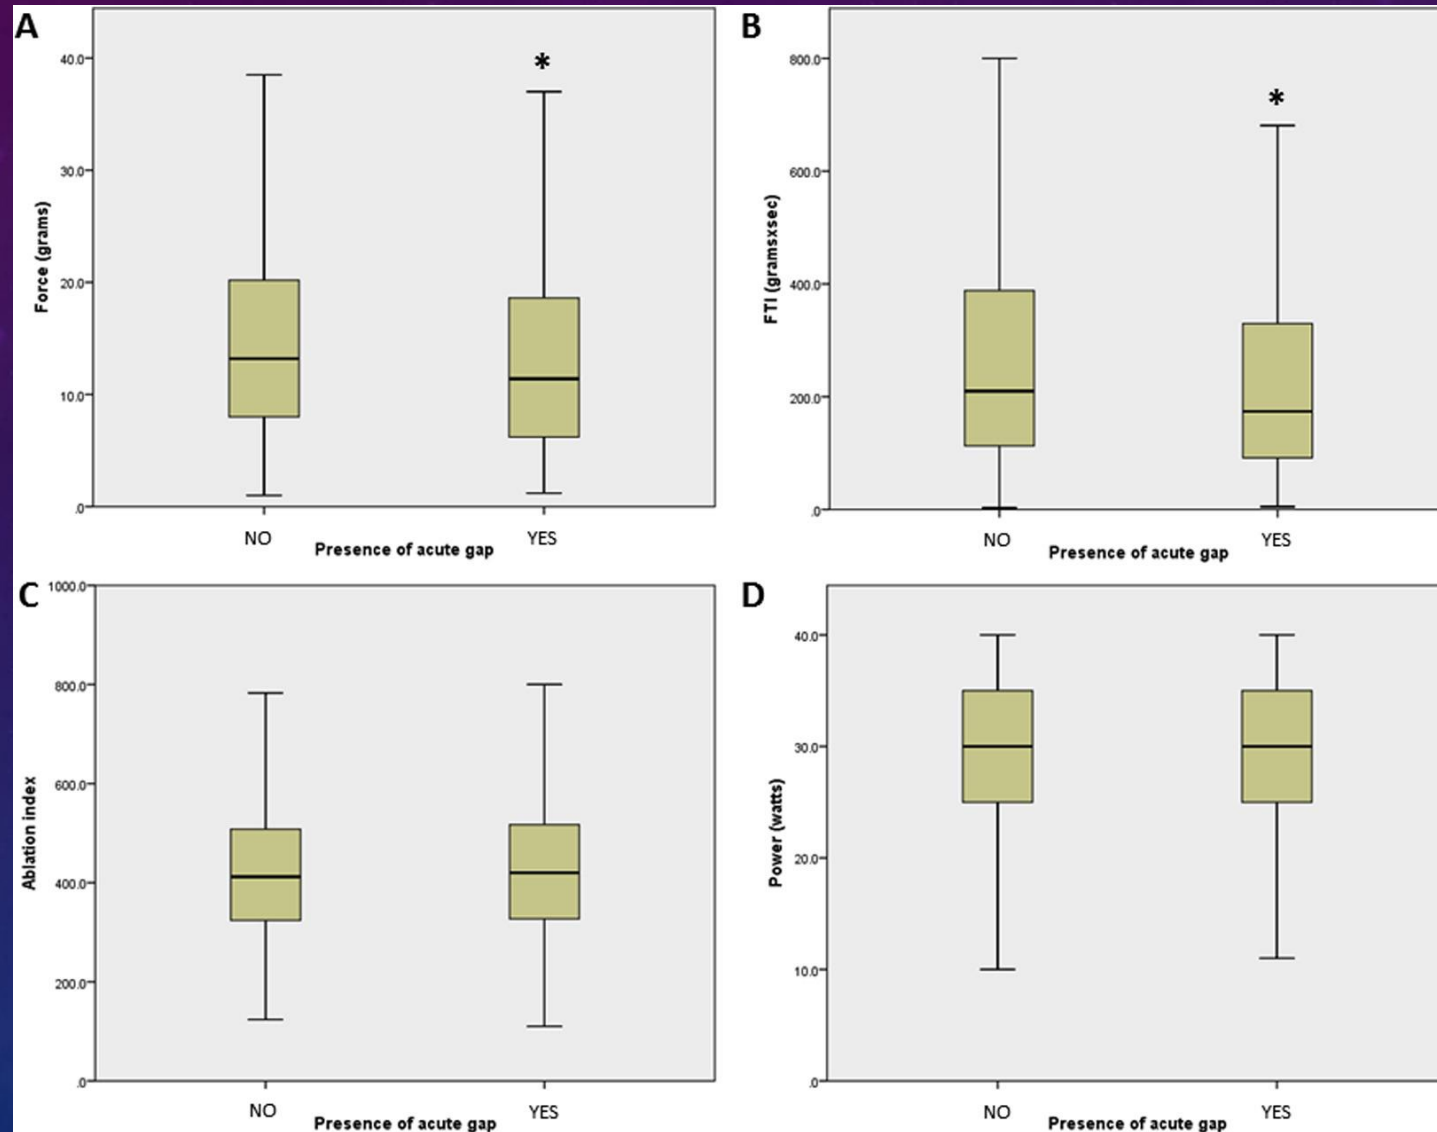 A
Force (grams)
40.0
*
30.0
20.0
10.0
.0
NO
YES
Presence of acute gap
B
FTI (gramsxsec)
800.0
*
600.0
400.0
200.0
.0
NO
YES
Presence of acute gap
C
Ablation index
1000.0
800.0
600.0
400.0
200.0
.0
NO
YES
Presence of acute gap
D
Power (watts)
40.0
30.0
20.0
10.0
.0
NO
YES
Presence of acute gap